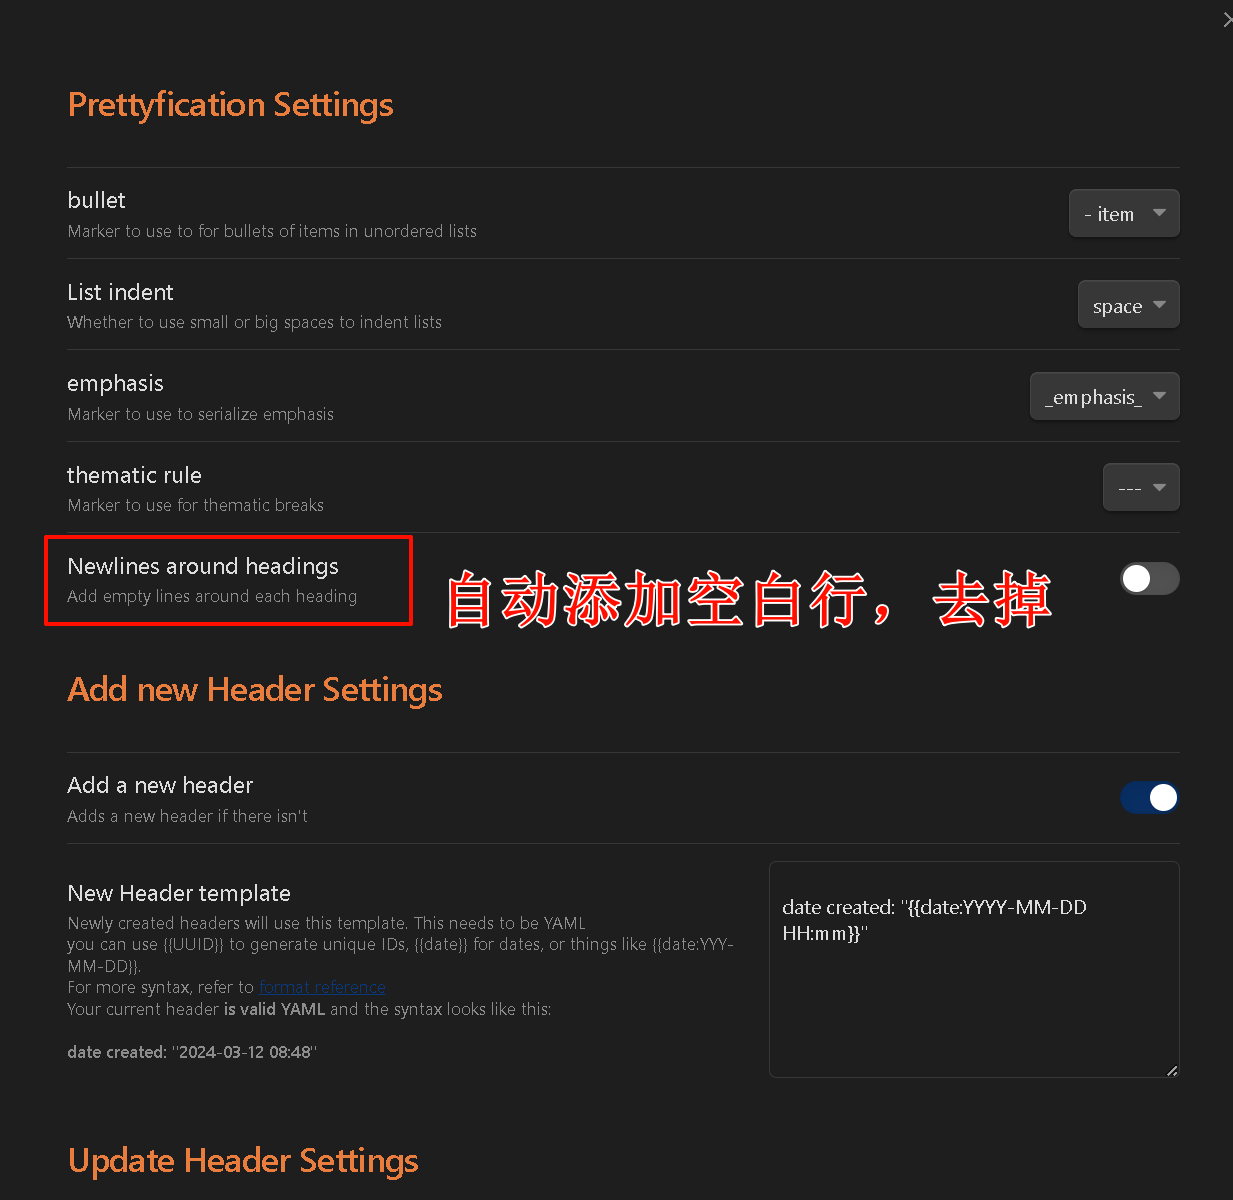 Prettyfication Settings
bullet
Marker to use to for bullets of items in unordered lists
- item
List indent
Whether to use small or big spaces to indent lists
space
emphasis
Marker to use to serialize emphasis
_emphasis_
thematic rule
Marker to use for thematic breaks
---
Newlines around headings
Add empty lines around each heading
自动添加空白行，去掉
Add new Header Settings
Add a new header
Adds a new header if there isn't
New Header template
Newly created headers will use this template. This needs to be YAML
you can use {{UUID}} to generate unique IDs, {{date}} for dates, or things like {{date:YYY-
MM-DD}}.
For more syntax, refer to format reference
Your current header is valid YAML and the syntax looks like this:
date created: "2024-03-12 08:48"
date created: "{{date:YYYY-MM-DD
HH:mm}}"
Update Header Settings